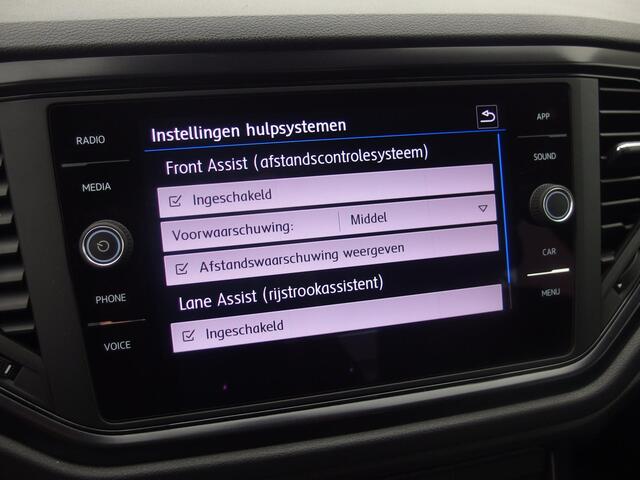 Instellingen hulpsystemen
Front Assist (afstandscontrolesysteem)
Ingeschakeld
Voorwaarschuwing: Middel
Afstandswaarschuwing weergeven
Lane Assist (rijstrookassistent)
Ingeschakeld
RADIO
MEDIA
PHONE
VOICE
APP
SOUND
CAR
MENU